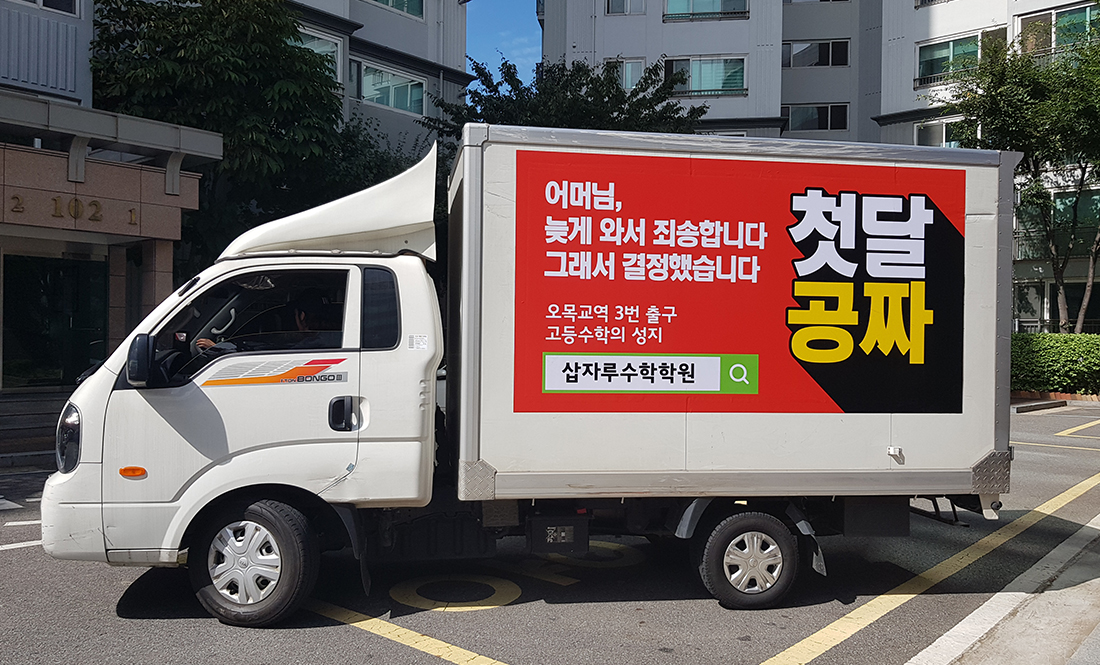 2 102 1
어머님,
늦게 와서 죄송합니다
그래서 결정했습니다
오목교역 3번 출구
고등수학의 성지
삽자루수학학원
첫달
공짜
BONGO III